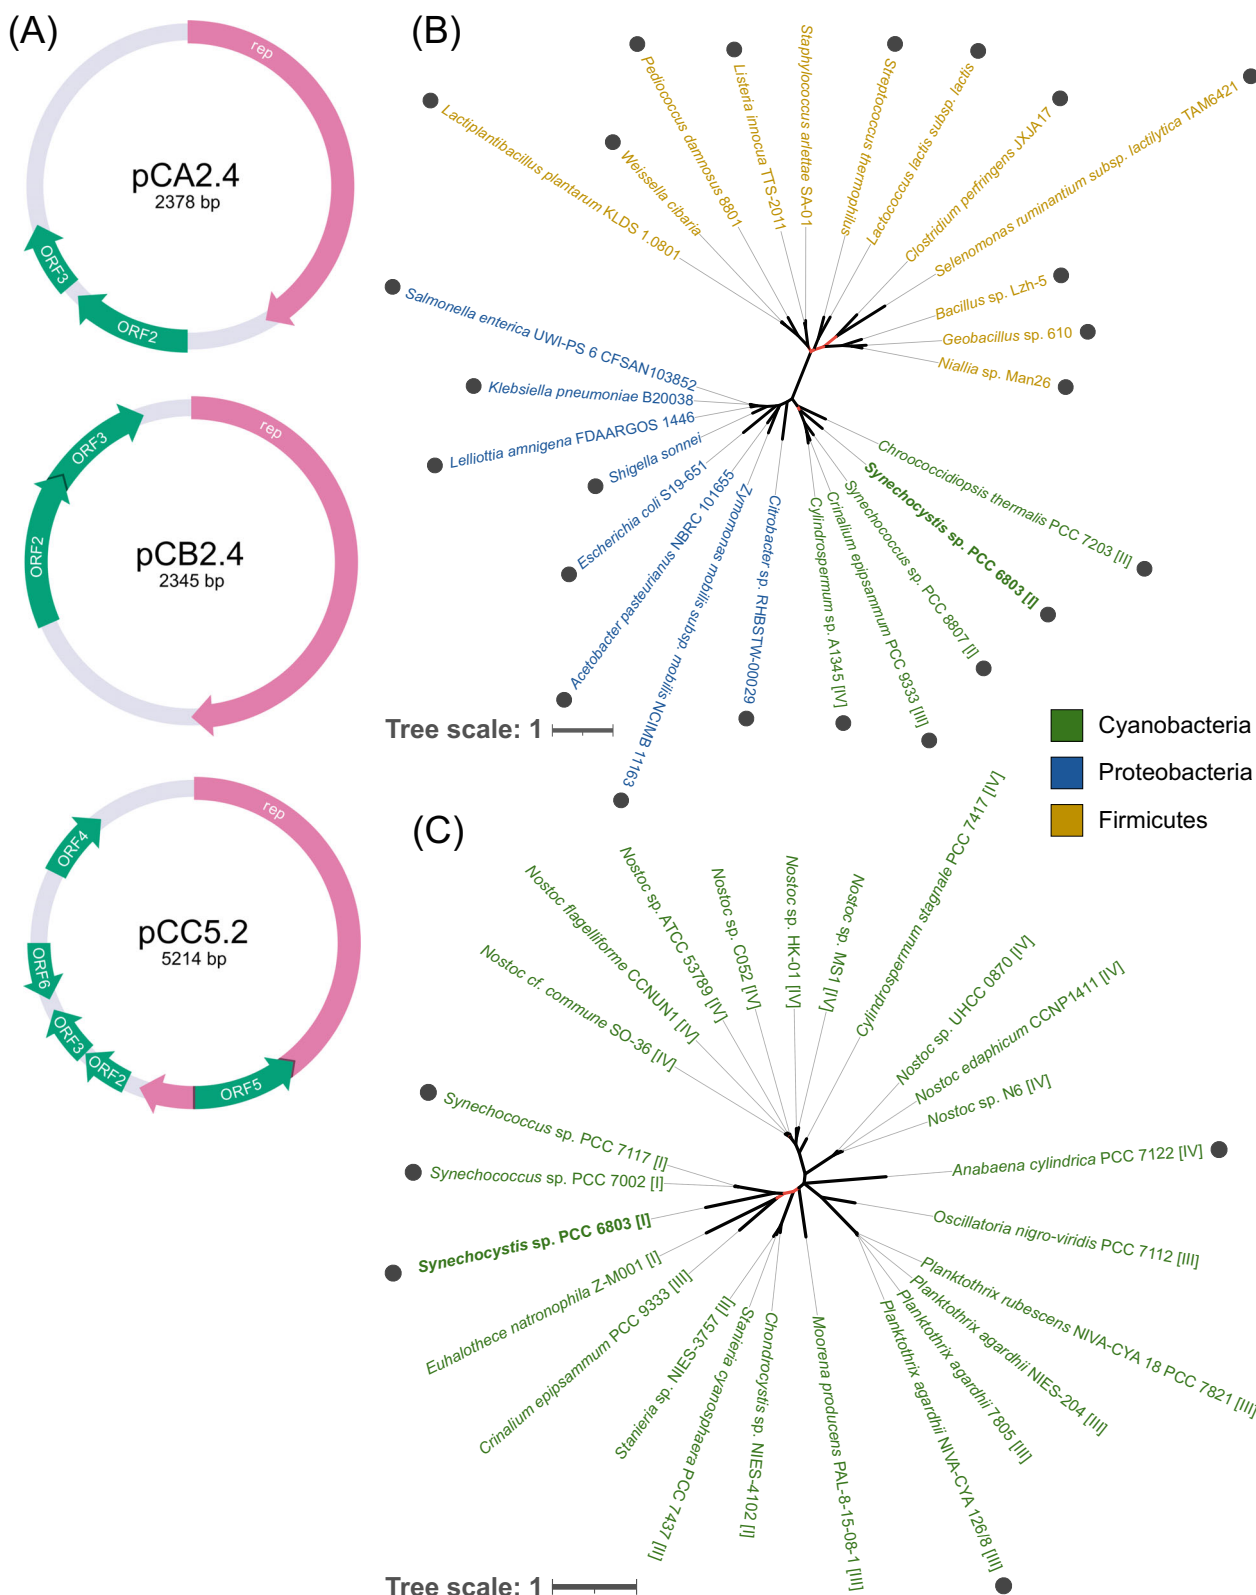 (A)
rep
pCA2.4
2378 bp
ORF3
ORF2
rep
ORF3
pCB2.4
2345 bp
ORF2
rep
ORF4
pCC5.2
5214 bp
ORF6
ORF3
ORF2
ORF5
(B)
Lactiplantibacillus plantarum KLDS 1.0801
Weissella cibaria
Pediococcus damnosus 8801
Listeria innocua TTS-2011
Staphylococcus arlettae SA-01
Streptococcus thermophilus
Lactococcus lactis subsp. lactis
Clostridium perfringens JXJA17
Selenomonas ruminantium subsp. lactilytica TAM6421
Bacillus sp. Lzh-5
Geobacillus sp. 610
Niallia sp. Man26
Salmonella enterica UWI-PS 6 CFSAN103852
Klebsiella pneumoniae B20038
Lelliottia amnigena FDAARGOS 1446
Shigella sonnei
Escherichia coli S19-651
Acetobacter pasteurianus NBRC 101655
Zymomonas mobilis subsp. mobilis NCIMB 11163
Citrobacter sp. RHBSTW-00029
Cylindrospermum sp. A1345 [IV]
Crinalium epipsammum PCC 9333 [III]
Synechococcus sp. PCC 8807 [I]
Synechocystis sp. PCC 6803 [I]
Chroococcidiopsis thermalis PCC 7203 [II]
Tree scale: 1
Cyanobacteria
Proteobacteria
Firmicutes
(C)
Nostoc cf. commune SO-36 [IV]
Nostoc flagelliforme CCNUN1 [IV]
Nostoc sp. ATCC 53789 [IV]
Nostoc sp. C052 [IV]
Nostoc sp. HK-01 [IV]
Nostoc sp. MS1 [IV]
Cylindrospermum stagnale PCC 7417 [IV]
Nostoc sp. UHCC 0870 [IV]
Nostoc edaphicum CCNP1411 [IV]
Nostoc sp. N6 [IV]
Anabaena cylindrica PCC 7122 [IV]
Oscillatoria nigro-viridis PCC 7112 [III]
Planktothrix rubescens NIVA-CYA 18 PCC 7821 [III]
Planktothrix agardhii NIES-204 [III]
Planktothrix agardhii 7805 [III]
Planktothrix agardhii NIVA-CYA 126/8 [III]
Moorena producens PAL-8-15-08-1 [III]
Chondrocystis sp. NIES-4102 [I]
Stanieria cyanosphaera PCC 7437 [II]
Stanieria sp. NIES-3757 [II]
Crinalium epipsammum PCC 9333 [III]
Euhalothece natronophila Z-M001 [I]
Synechocystis sp. PCC 6803 [I]
Synechococcus sp. PCC 7002 [I]
Synechococcus sp. PCC 7117 [I]
Tree scale: 1